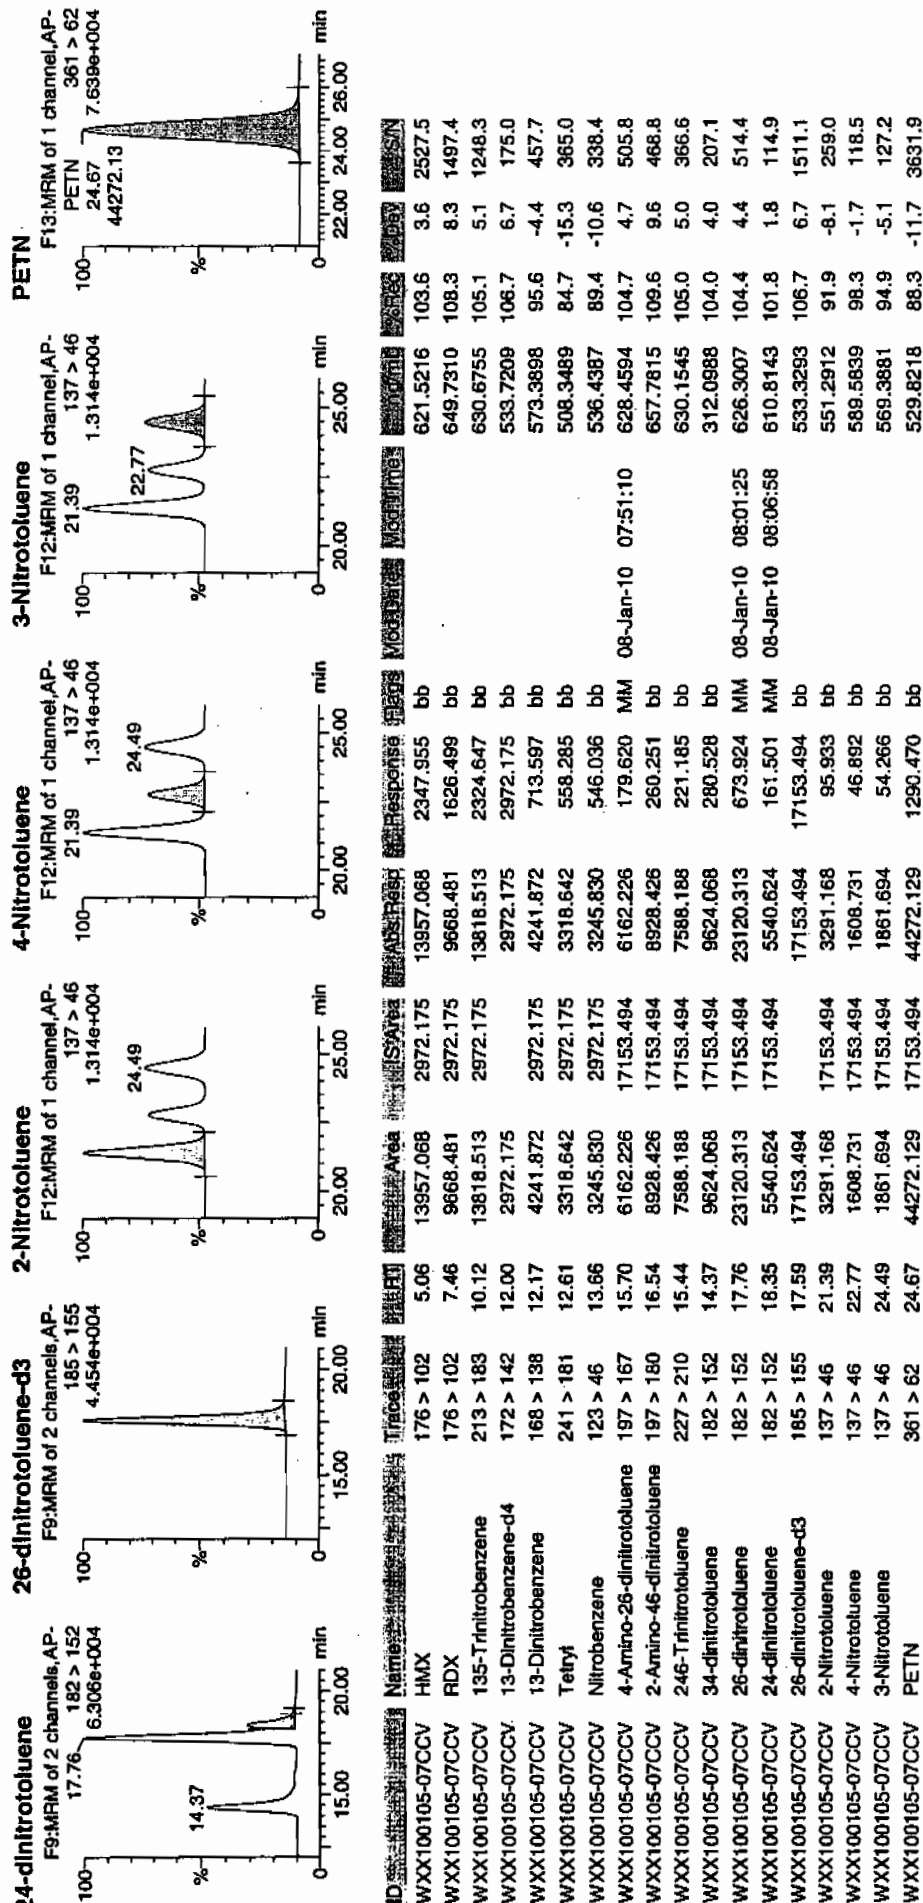 24-dinitrotoluene
F9:MRM of 2 channels,AP-
182 > 152
6.306e+004
17.76
14.37
100
%
0
15.00 20.00 min
26-dinitrotoluene-d3
F9:MRM of 2 channels,AP-
185 > 155
4.454e+004
100
%
0
15.00 20.00 min
2-Nitrotoluene
F12:MRM of 1 channel,AP-
137 > 46
1.314e+004
24.49
100
%
0
20.00 25.00 min
4-Nitrotoluene
F12:MRM of 1 channel,AP-
21.39 137 > 46
1.314e+004
24.49
100
%
0
20.00 25.00 min
3-Nitrotoluene
F12:MRM of 1 channel,AP-
21.39 137 > 46
1.314e+004
22.77
100
%
0
20.00 25.00 min
PETN
F13:MRM of 1 channel,AP-
PETN 361 > 62
24.67 7.639e+004
44272.13
100
%
0
22.00 24.00 26.00 min
ID Name Trace RT Area IS Area Abs.Resp Response Flags Mod.Date Mod.Time %Rec %Dev S/N
WXX100105-07CCV HMX 176 > 102 5.06 13957.068 2972.175 13957.068 2347.955 bb 621.5216 103.6 3.6 2527.5
WXX100105-07CCV RDX 176 > 102 7.46 9668.481 2972.175 9668.481 1626.499 bb 649.7310 108.3 8.3 1497.4
WXX100105-07CCV 135-Trinitrobenzene 213 > 183 10.12 13818.513 2972.175 13818.513 2324.647 bb 630.6755 105.1 5.1 1248.3
WXX100105-07CCV 13-Dinitrobenzene-d4 172 > 142 12.00 2972.175 2972.175 2972.175 bb 533.7209 106.7 6.7 175.0
WXX100105-07CCV 13-Dinitrobenzene 168 > 138 12.17 4241.872 2972.175 4241.872 713.597 bb 573.3898 95.6 -4.4 457.7
WXX100105-07CCV Tetryl 241 > 181 12.61 3318.642 2972.175 3318.642 558.285 bb 508.3489 84.7 -15.3 365.0
WXX100105-07CCV Nitrobenzene 123 > 46 13.66 3245.830 2972.175 3245.830 546.036 bb 536.4387 89.4 -10.6 338.4
WXX100105-07CCV 4-Amino-26-dinitrotoluene 197 > 167 15.70 6162.226 17153.494 6162.226 179.620 MM 08-Jan-10 07:51:10 628.4594 104.7 4.7 505.8
WXX100105-07CCV 2-Amino-46-dinitrotoluene 197 > 180 16.54 8928.426 17153.494 8928.426 260.251 bb 657.7815 109.6 9.6 468.8
WXX100105-07CCV 246-Trinitrotoluene 227 > 210 15.44 7588.188 17153.494 7588.188 221.185 bb 630.1545 105.0 5.0 366.6
WXX100105-07CCV 34-dinitrotoluene 182 > 152 14.37 9624.068 17153.494 9624.068 280.528 bb 312.0988 104.0 4.0 207.1
WXX100105-07CCV 26-dinitrotoluene 182 > 152 17.76 23120.313 17153.494 23120.313 673.924 MM 08-Jan-10 08:01:25 626.3007 104.4 4.4 514.4
WXX100105-07CCV 24-dinitrotoluene 182 > 152 18.35 5540.624 17153.494 5540.624 161.501 MM 08-Jan-10 08:06:58 610.8143 101.8 1.8 114.9
WXX100105-07CCV 26-dinitrotoluene-d3 185 > 155 17.59 17153.494 17153.494 17153.494 bb 533.3293 106.7 6.7 1511.1
WXX100105-07CCV 2-Nitrotoluene 137 > 46 21.39 3291.168 17153.494 3291.168 95.933 bb 551.2912 91.9 -8.1 259.0
WXX100105-07CCV 4-Nitrotoluene 137 > 46 22.77 1608.731 17153.494 1608.731 46.892 bb 589.5839 98.3 -1.7 118.5
WXX100105-07CCV 3-Nitrotoluene 137 > 46 24.49 1861.694 17153.494 1861.694 54.266 bb 569.3881 94.9 -5.1 127.2
WXX100105-07CCV PETN 361 > 62 24.67 44272.129 17153.494 44272.129 1290.470 bb 529.8218 88.3 -11.7 3631.9